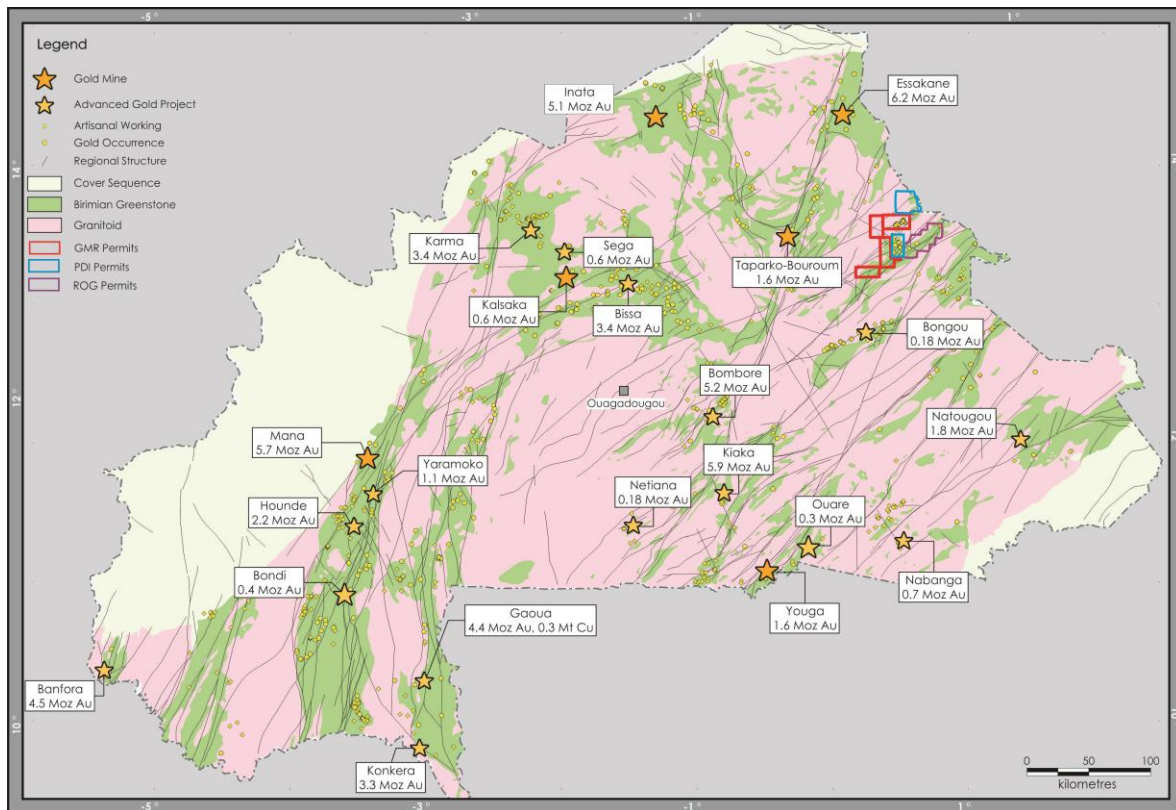 -5 °
-3 °
-1 °
1 °
Legend
Gold Mine
Advanced Gold Project
Artisanal Working
Gold Occurrence
Regional Structure
Cover Sequence
Birimian Greenstone
Granitoid
GMR Permits
PDI Permits
ROG Permits
14 °
12 °
10 °
Inata
5.1 Moz Au
Essakane
6.2 Moz Au
Karma
3.4 Moz Au
Sega
0.6 Moz Au
Taparko-Bouroum
1.6 Moz Au
Kalsaka
0.6 Moz Au
Bissa
3.4 Moz Au
Bongou
0.18 Moz Au
Bombore
5.2 Moz Au
Ouagadougou
Natougou
1.8 Moz Au
Mana
5.7 Moz Au
Yaramoko
1.1 Moz Au
Kiaka
5.9 Moz Au
Netiana
0.18 Moz Au
Hounde
2.2 Moz Au
Ouare
0.3 Moz Au
Bondi
0.4 Moz Au
Nabanga
0.7 Moz Au
Gaoua
4.4 Moz Au, 0.3 Mt Cu
Youga
1.6 Moz Au
Banfora
4.5 Moz Au
Konkera
3.3 Moz Au
0 50 100
kilometres
-5 °
-3 °
-1 °
1 °